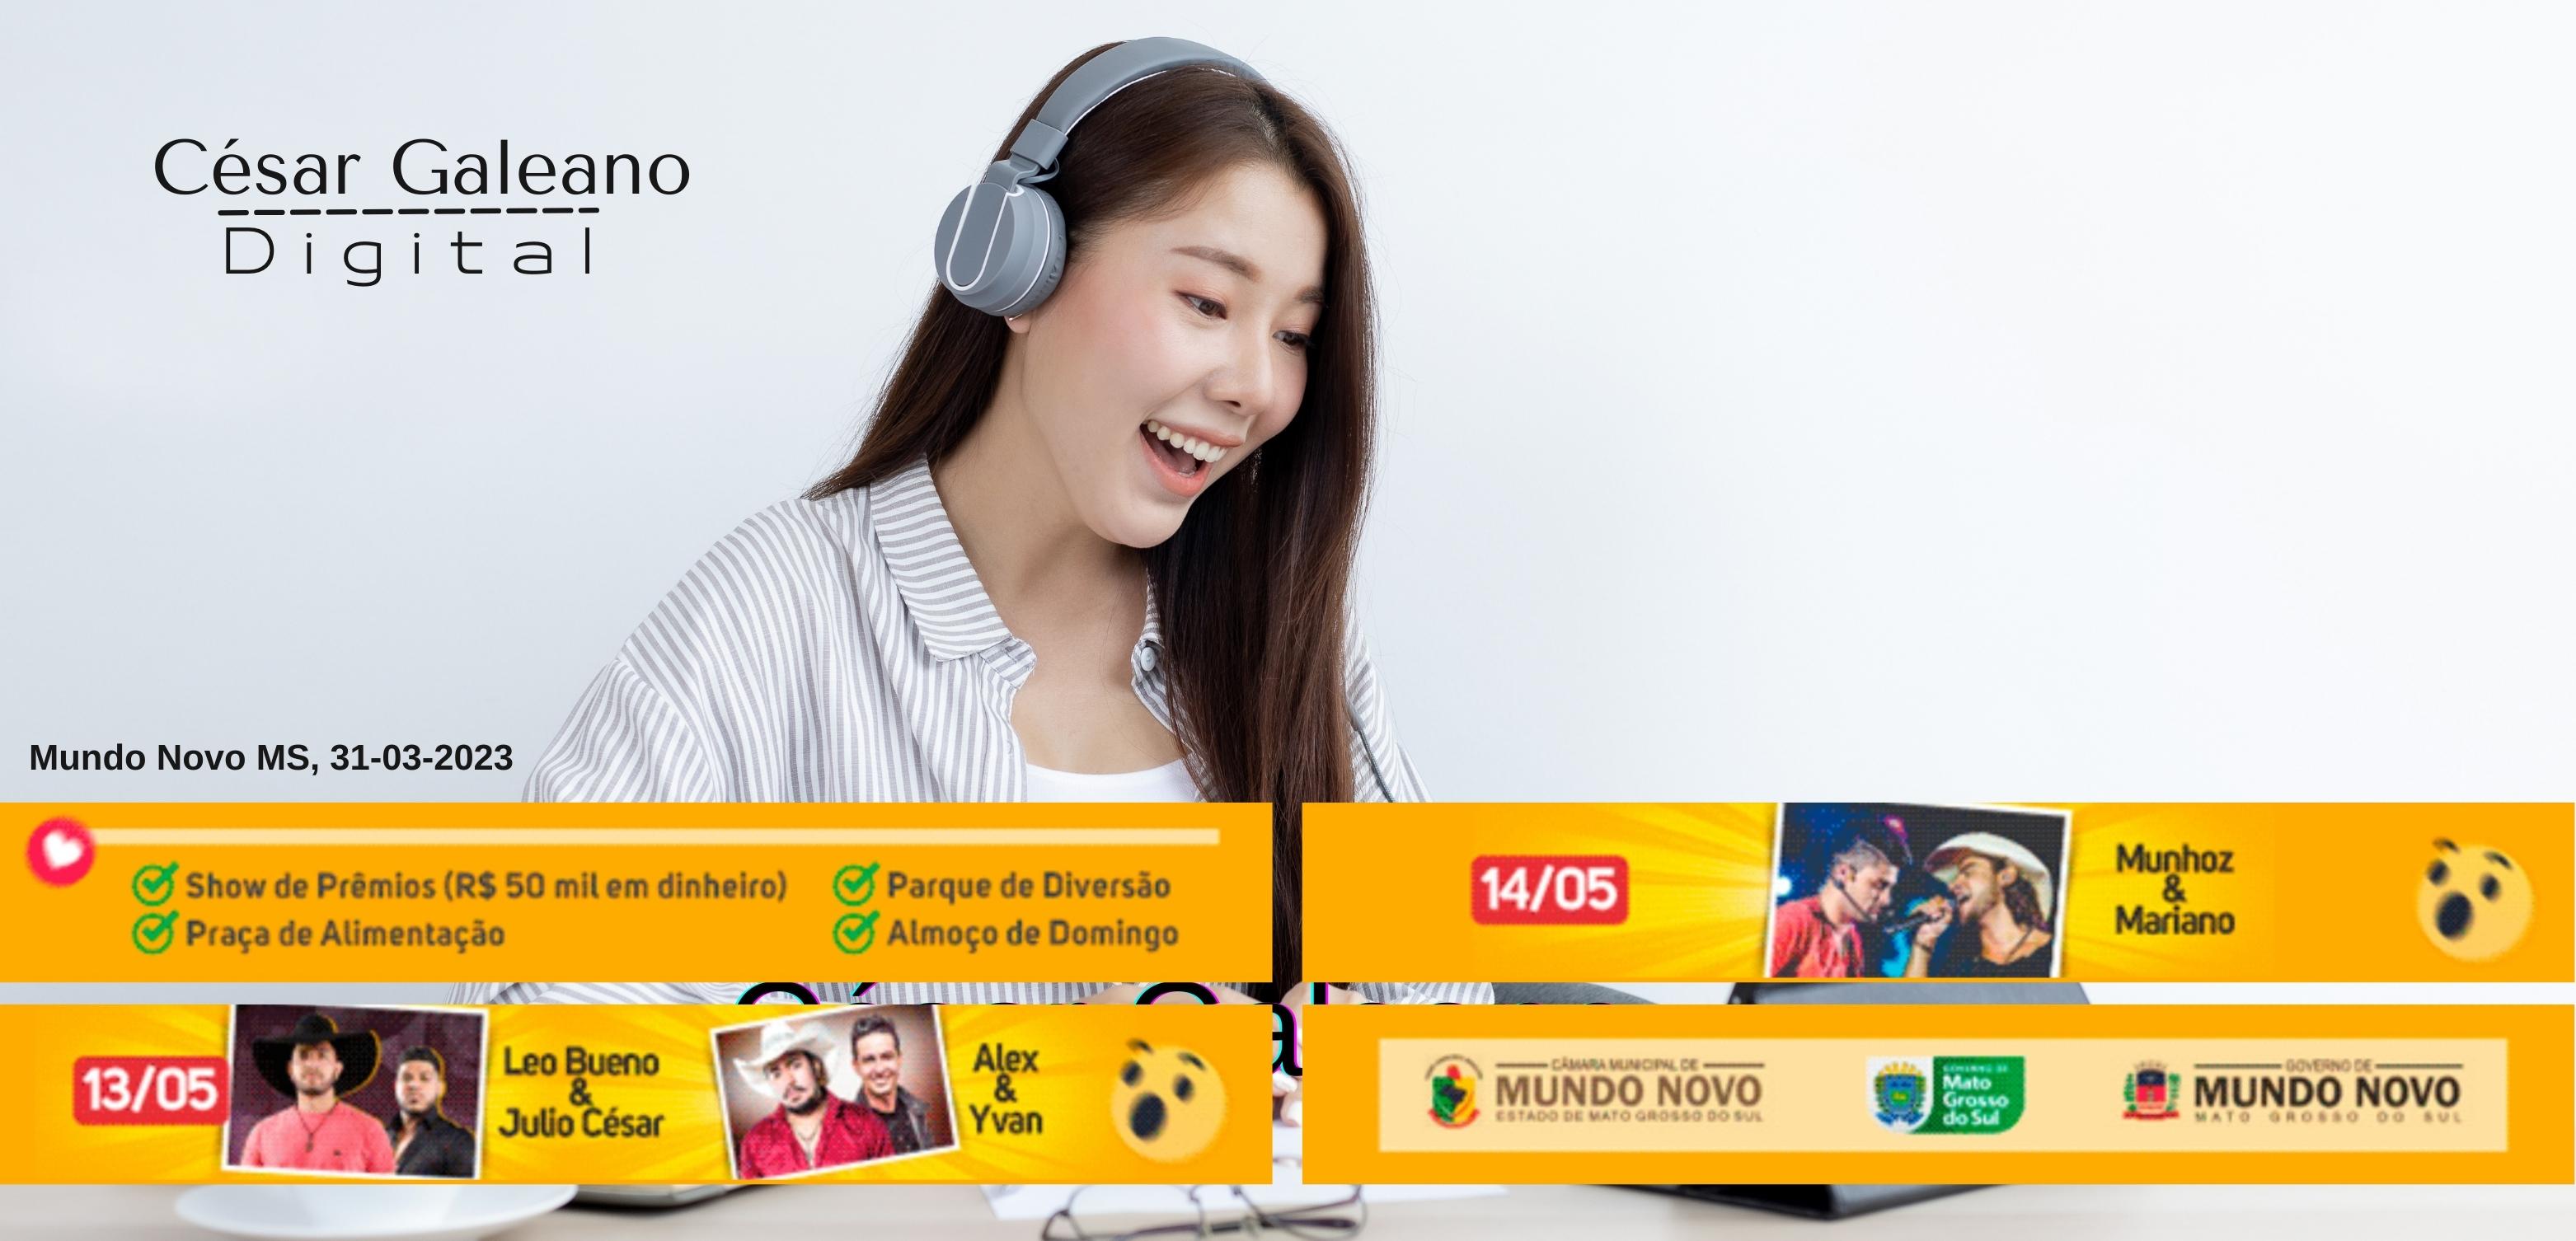 César Galeano
Digital
Mundo Novo MS, 31-03-2023
Show de Prêmios (R$ 50 mil em dinheiro)
Praça de Alimentação
Parque de Diversão
Almoço de Domingo
14/05
Munhoz
&
Mariano
13/05
Leo Bueno
&
Julio César
Alex
&
Yvan
CÂMARA MUNICIPAL DE
MUNDO NOVO
ESTADO DE MATO GROSSO DO SUL
GOVERNO DE
Mato
Grosso
do Sul
GOVERNO DE
MUNDO NOVO
MATO GROSSO DO SUL